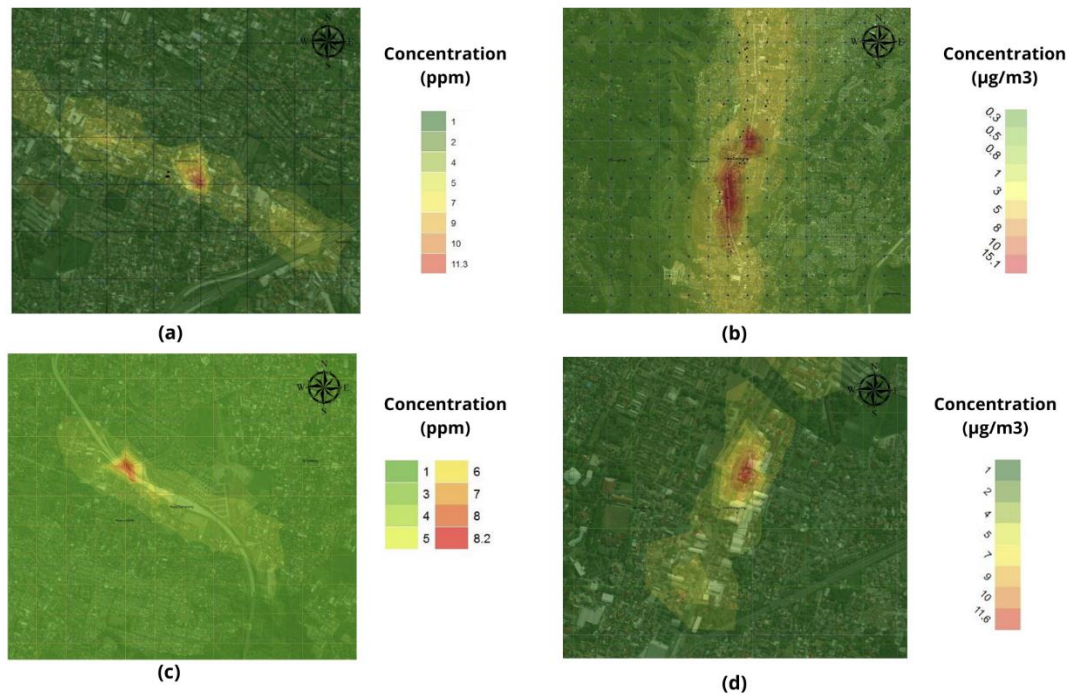 N
W E
S
Concentration
(ppm)
1
2
4
5
7
9
10
11.3
(a)
N
W E
S
Concentration
(µg/m3)
0.3
0.5
0.8
1
3
5
8
10
15.1
(b)
N
W E
S
Concentration
(ppm)
1 6
3 7
4 8
5 8.2
(c)
N
W E
S
Concentration
(µg/m3)
1
2
4
5
7
9
10
11.6
(d)